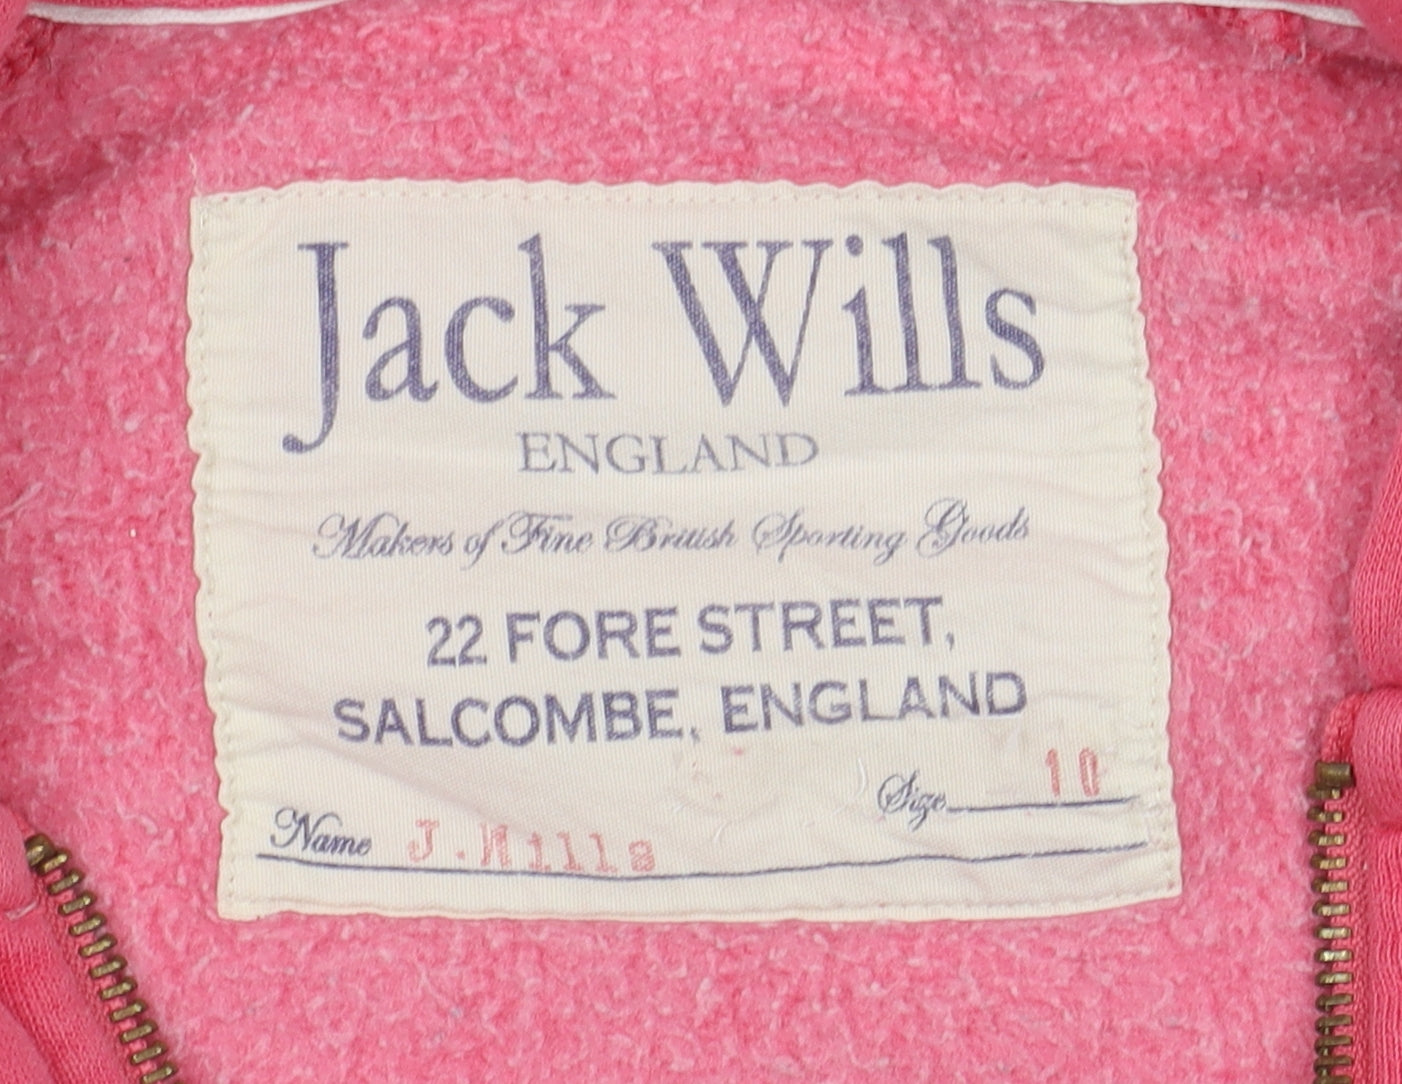 Jack Wills
ENGLAND
Makers of Fine British Sporting Goods
22 FORE STREET,
SALCOMBE, ENGLAND
Size 10
Name J.Wills